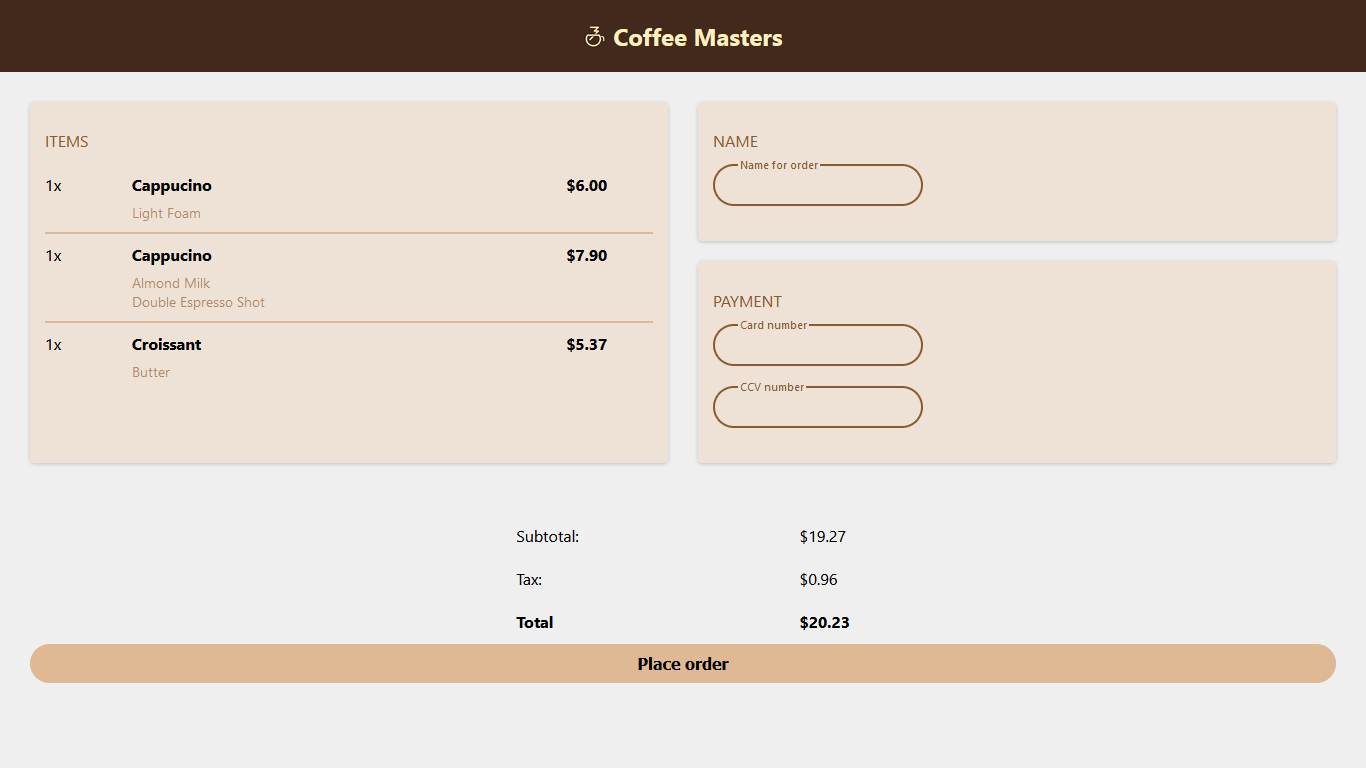 Coffee Masters
ITEMS
1x Cappucino $6.00
Light Foam
1x Cappucino $7.90
Almond Milk
Double Espresso Shot
1x Croissant $5.37
Butter
NAME
Name for order
PAYMENT
Card number
CCV number
Subtotal: $19.27
Tax: $0.96
Total $20.23
Place order